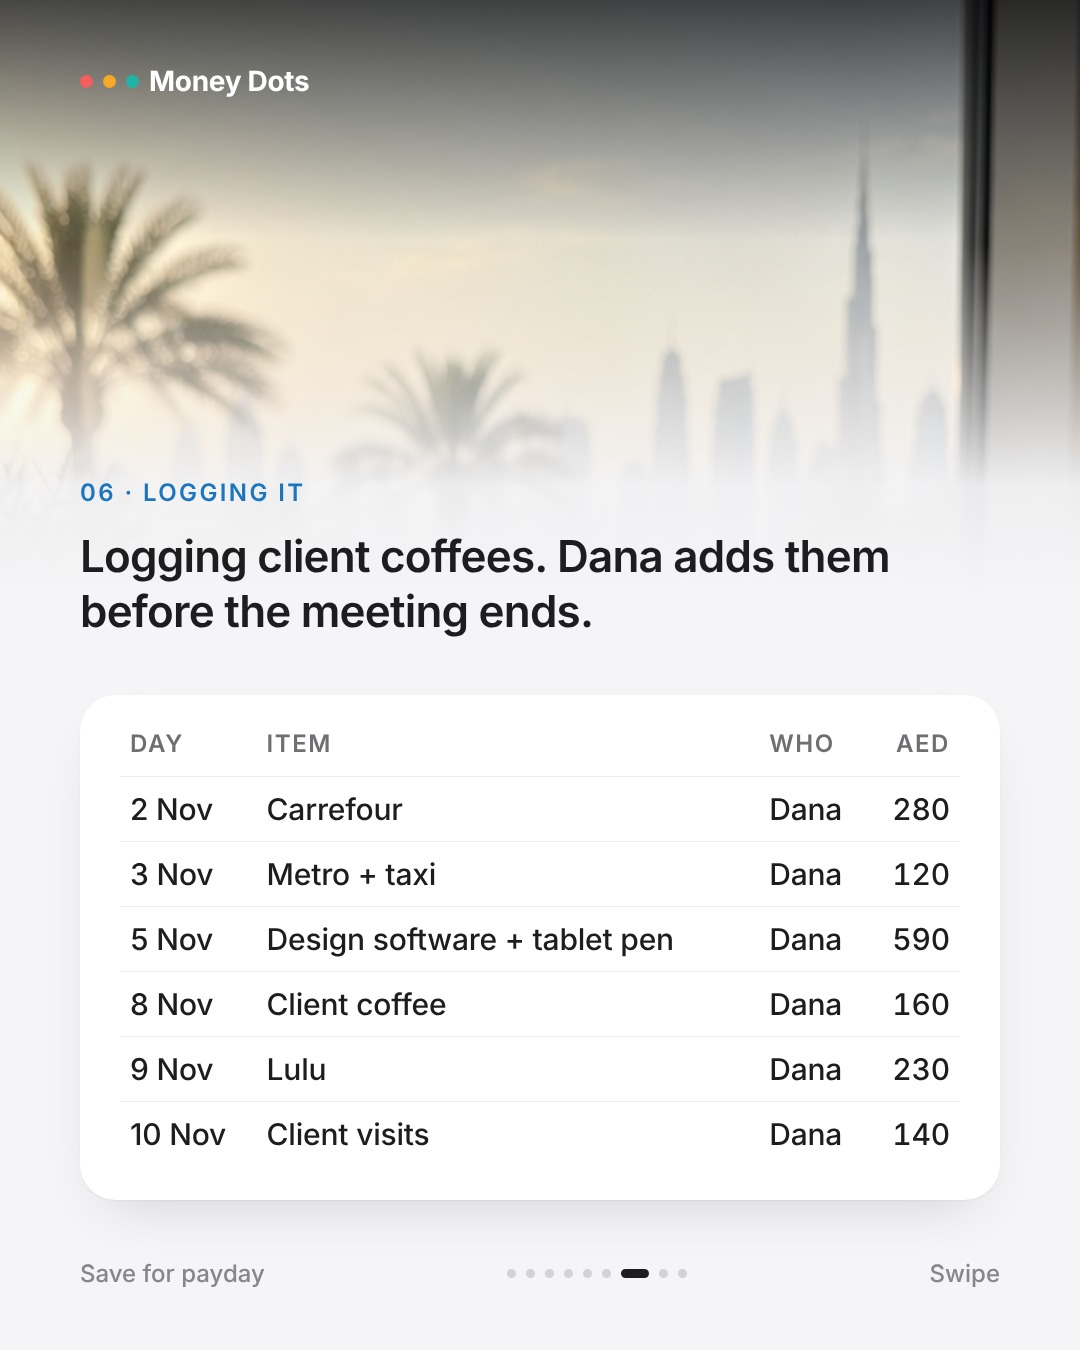 Money Dots
06 · LOGGING IT
Logging client coffees. Dana adds them
before the meeting ends.
DAY ITEM WHO AED
2 Nov Carrefour Dana 280
3 Nov Metro + taxi Dana 120
5 Nov Design software + tablet pen Dana 590
8 Nov Client coffee Dana 160
9 Nov Lulu Dana 230
10 Nov Client visits Dana 140
Save for payday Swipe